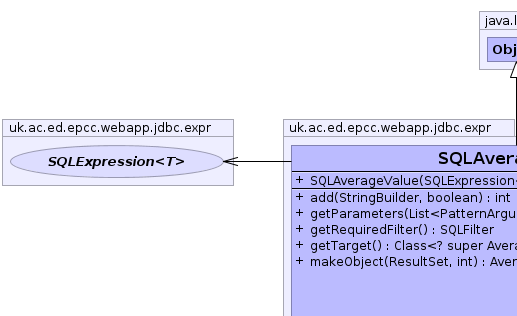 java.l
Obj
uk.ac.ed.epcc.webapp.jdbc.expr
SQLExpression<T>
uk.ac.ed.epcc.webapp.jdbc.expr
SQLAvera
+ SQLAverageValue(SQLExpression
+ add(StringBuilder, boolean) : int
+ getParameters(List<PatternArgu
+ getRequiredFilter() : SQLFilter
+ getTarget() : Class<? super Avera
+ makeObject(ResultSet, int) : Aver